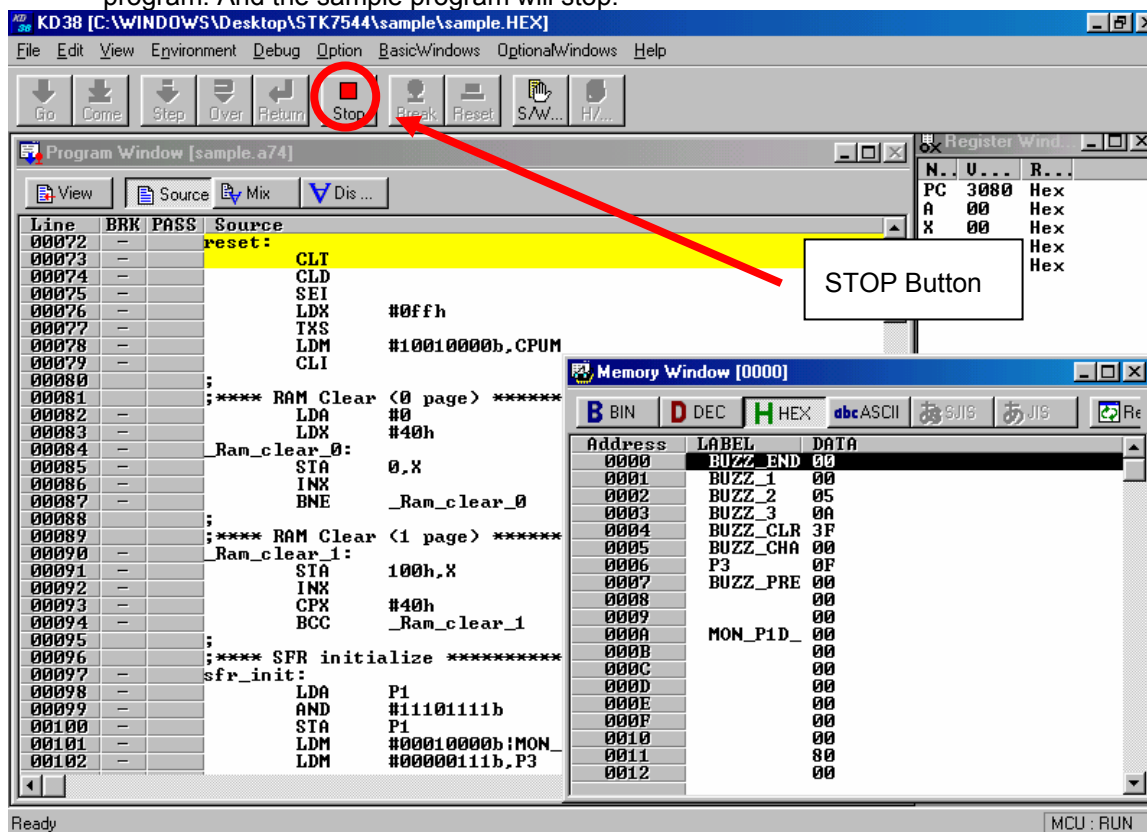 program. And the sample program will stop.
KD38 [C:\WINDOWS\Desktop\STK7544\sample\sample.HEX]
File Edit View Environment Debug Option BasicWindows OptionalWindows Help
Go Come Step Over Return Stop Break Reset S/W... H/...
Program Window [sample.a74]
View Source Mix Dis ...
Line BRK PASS Source
00072 - reset:
00073 - CLT
00074 - CLD
00075 - SEI
00076 - LDX #0ffh
00077 - TXS
00078 - LDM #10010000b,CPUM
00079 - CLI
00080 ;
00081 ;**** RAM Clear (0 page) ******
00082 - LDA #0
00083 - LDX #40h
00084 _Ram_clear_0:
00085 - STA 0,X
00086 - INX
00087 - BNE _Ram_clear_0
00088 ;
00089 ;**** RAM Clear (1 page) ******
00090 - _Ram_clear_1:
00091 - STA 100h,X
00092 - INX
00093 - CPX #40h
00094 - BCC _Ram_clear_1
00095 ;
00096 ;**** SFR initialize **********
00097 - sfr_init:
00098 - LDA P1
00099 - AND #11101111b
00100 - STA P1
00101 - LDM #00010000b!MON_
00102 - LDM #00000111b,P3
Register Wind...
N.. V... R...
PC 3080 Hex
A 00 Hex
X 00 Hex
Hex
Hex
STOP Button
Memory Window [0000]
B BIN D DEC H HEX abc ASCII SJIS JIS Re
Address LABEL DATA
0000 BUZZ_END 00
0001 BUZZ_1 00
0002 BUZZ_2 05
0003 BUZZ_3 0A
0004 BUZZ_CLR 3F
0005 BUZZ_CHA 00
0006 P3 0F
0007 BUZZ_PRE 00
0008 00
0009 00
000A MON_P1D_ 00
000B 00
000C 00
000D 00
000E 00
000F 00
0010 00
0011 80
0012 00
Ready MCU : RUN